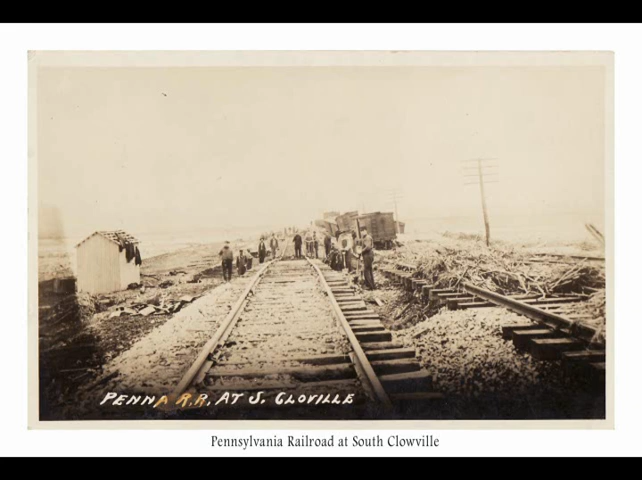 PENNA R.R. AT S. CLOVILLE
Pennsylvania Railroad at South Clowville